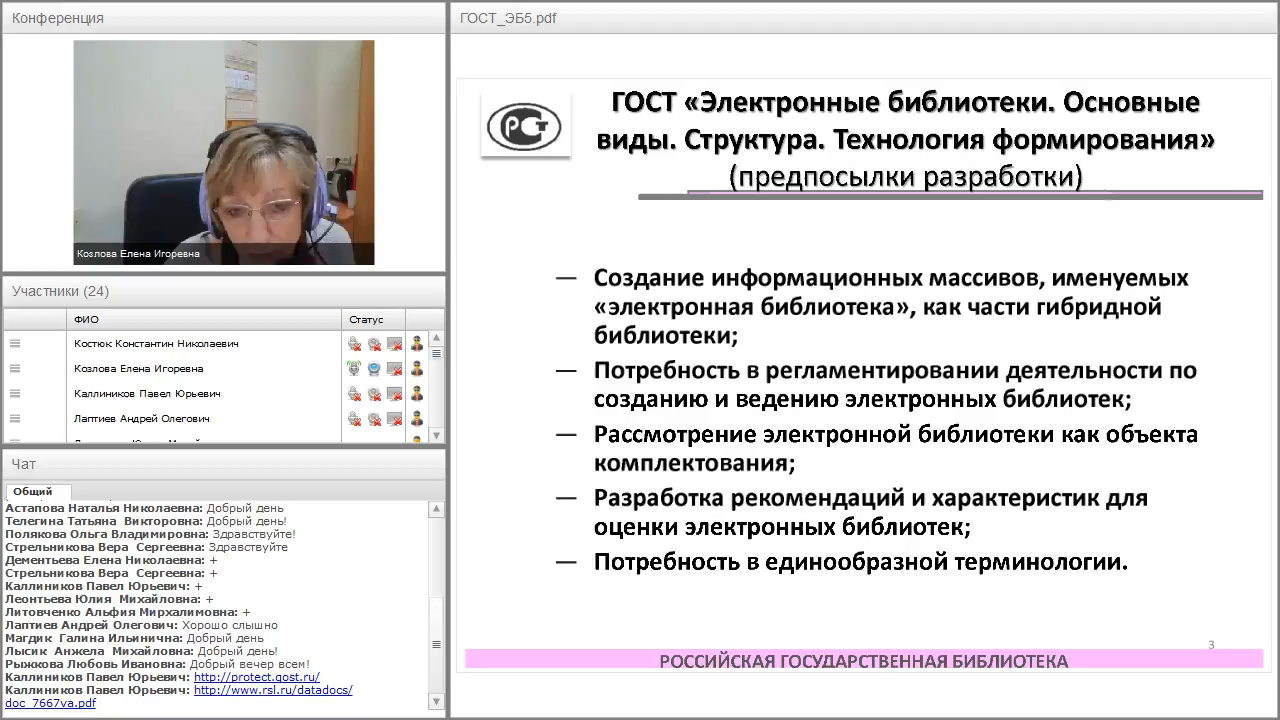 Конференция
Козлова Елена Игоревна
Участники (24)
ФИО
Статус
Костюк Константин Николаевич
Козлова Елена Игоревна
Каллиников Павел Юрьевич
Лаптиев Андрей Олегович
Чат
Общий
Астапова Наталья Николаевна: Добрый день
Телегина Татьяна Викторовна: Добрый день!
Полякова Ольга Владимировна: Здравствуйте!
Стрельникова Вера Сергеевна: Здравствуйте
Дементьева Елена Николаевна: +
Стрельникова Вера Сергеевна: +
Каллиников Павел Юрьевич: +
Леонтьева Юлия Михайловна: +
Литовченко Альфия Мирхалимовна: +
Лаптиев Андрей Олегович: Хорошо слышно
Магдик Галина Ильинична: Добрый день
Лысик Анжела Михайловна: Добрый день!
Рыжкова Любовь Ивановна: Добрый вечер всем!
Каллиников Павел Юрьевич: http://protect.gost.ru/
Каллиников Павел Юрьевич: http://www.rsl.ru/datadocs/
doc_7667va.pdf
ГОСТ_ЭБ5.pdf
РСТ
ГОСТ «Электронные библиотеки. Основные
виды. Структура. Технология формирования»
(предпосылки разработки)
— Создание информационных массивов, именуемых
«электронная библиотека», как части гибридной
библиотеки;
— Потребность в регламентировании деятельности по
созданию и ведению электронных библиотек;
— Рассмотрение электронной библиотеки как объекта
комплектования;
— Разработка рекомендаций и характеристик для
оценки электронных библиотек;
— Потребность в единообразной терминологии.
3
РОССИЙСКАЯ ГОСУДАРСТВЕННАЯ БИБЛИОТЕКА